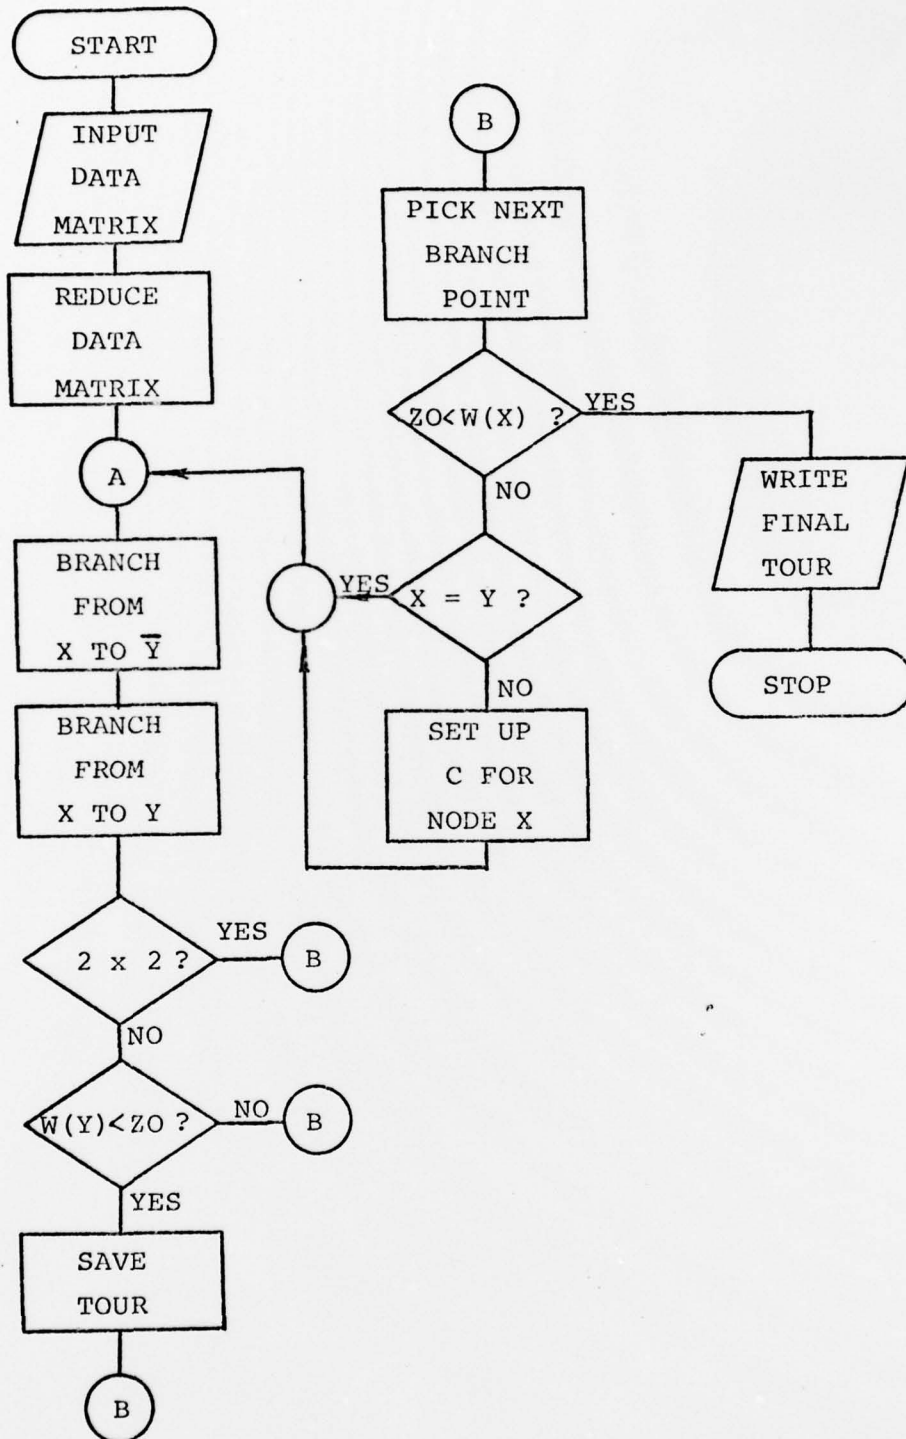 START
INPUT
DATA
MATRIX
REDUCE
DATA
MATRIX
A
BRANCH
FROM
X TO Y̅
BRANCH
FROM
X TO Y
2 x 2 ?
YES
B
NO
W(Y)<ZO ?
NO
B
YES
SAVE
TOUR
B
B
PICK NEXT
BRANCH
POINT
ZO<W(X) ?
YES
NO
X = Y ?
YES
NO
SET UP
C FOR
NODE X
WRITE
FINAL
TOUR
STOP